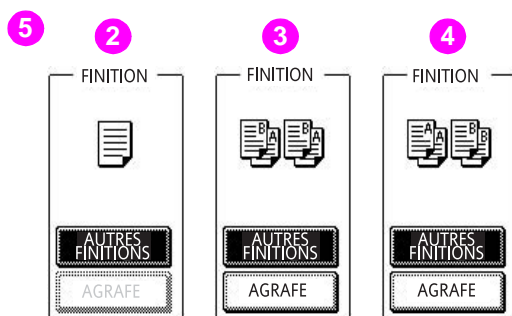 5 2 3 4
FINITION FINITION FINITION
B A B A A A B B
AUTRES FINITIONS AUTRES FINITIONS AUTRES FINITIONS
AGRAFE AGRAFE AGRAFE